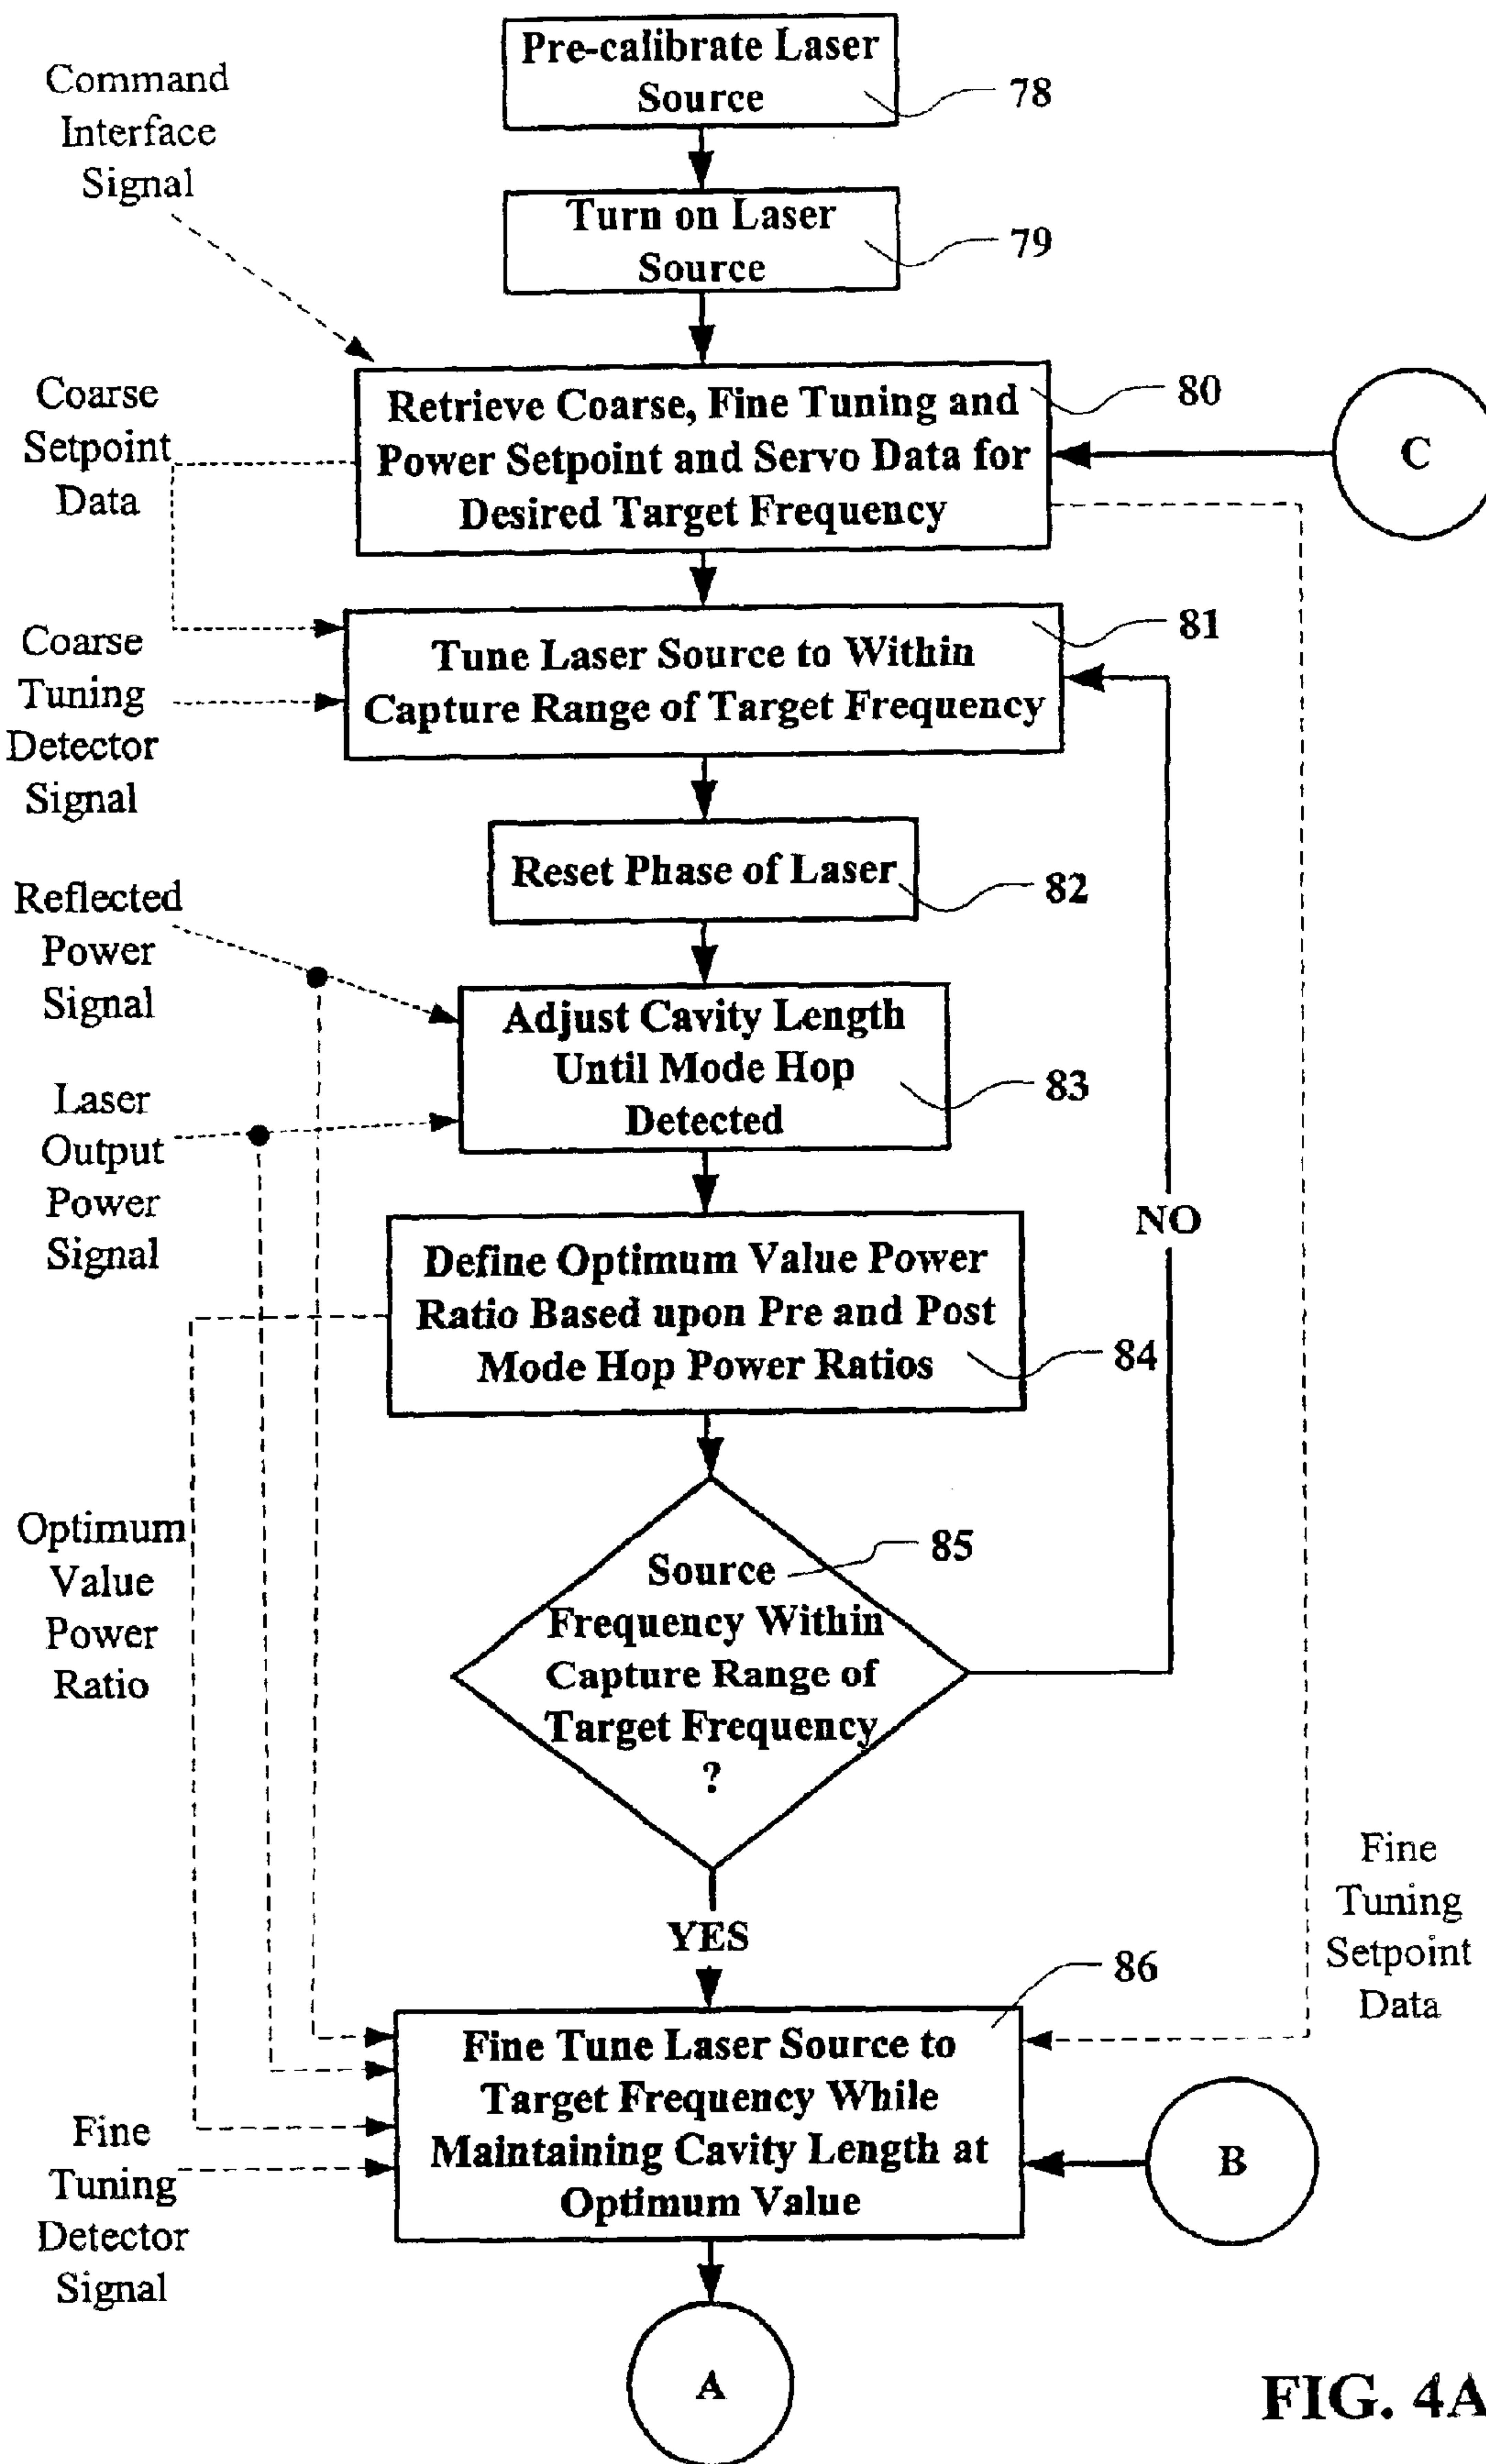 Pre-calibrate Laser
Source
78
Command
Interface
Signal
Turn on Laser
Source
79
Coarse
Setpoint
Data
Retrieve Coarse, Fine Tuning and
Power Setpoint and Servo Data for
Desired Target Frequency
80
C
Coarse
Tuning
Detector
Signal
Tune Laser Source to Within
Capture Range of Target Frequency
81
Reset Phase of Laser
82
Reflected
Power
Signal
Adjust Cavity Length
Until Mode Hop
Detected
83
Laser
Output
Power
Signal
NO
Define Optimum Value Power
Ratio Based upon Pre and Post
Mode Hop Power Ratios
84
Optimum
Value
Power
Ratio
Source
Frequency Within
Capture Range of
Target Frequency
?
85
YES
Fine
Tuning
Setpoint
Data
Fine Tune Laser Source to
Target Frequency While
Maintaining Cavity Length at
Optimum Value
86
B
Fine
Tuning
Detector
Signal
A
FIG. 4A